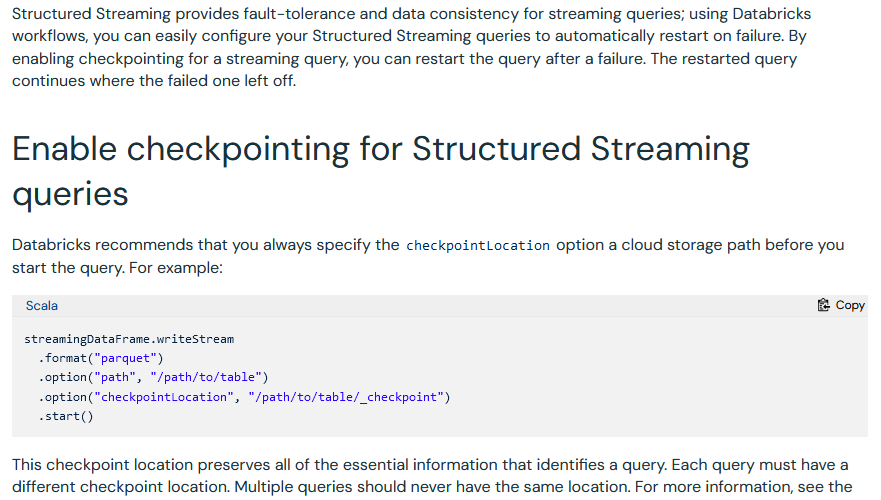 Structured Streaming provides fault-tolerance and data consistency for streaming queries; using Databricks
workflows, you can easily configure your Structured Streaming queries to automatically restart on failure. By
enabling checkpointing for a streaming query, you can restart the query after a failure. The restarted query
continues where the failed one left off.
Enable checkpointing for Structured Streaming
queries
Databricks recommends that you always specify the checkpointLocation option a cloud storage path before you
start the query. For example:
Scala
Copy
streamingDataFrame.writeStream
  .format("parquet")
  .option("path", "/path/to/table")
  .option("checkpointLocation", "/path/to/table/_checkpoint")
  .start()
This checkpoint location preserves all of the essential information that identifies a query. Each query must have a
different checkpoint location. Multiple queries should never have the same location. For more information, see the